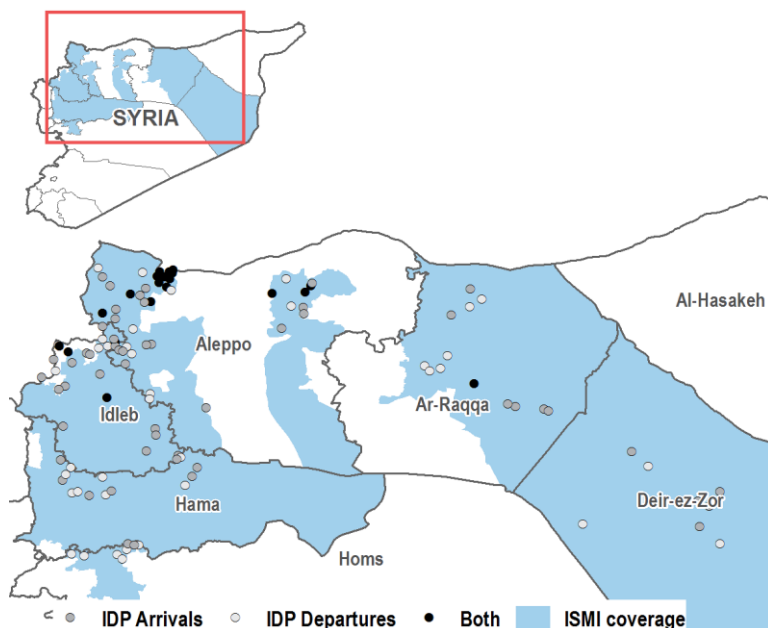 SYRIA
Al-Hasakeh
Aleppo
Idleb
Ar-Raqqa
Hama
Deir-ez-Zor
Homs
IDP Arrivals IDP Departures Both ISMI coverage